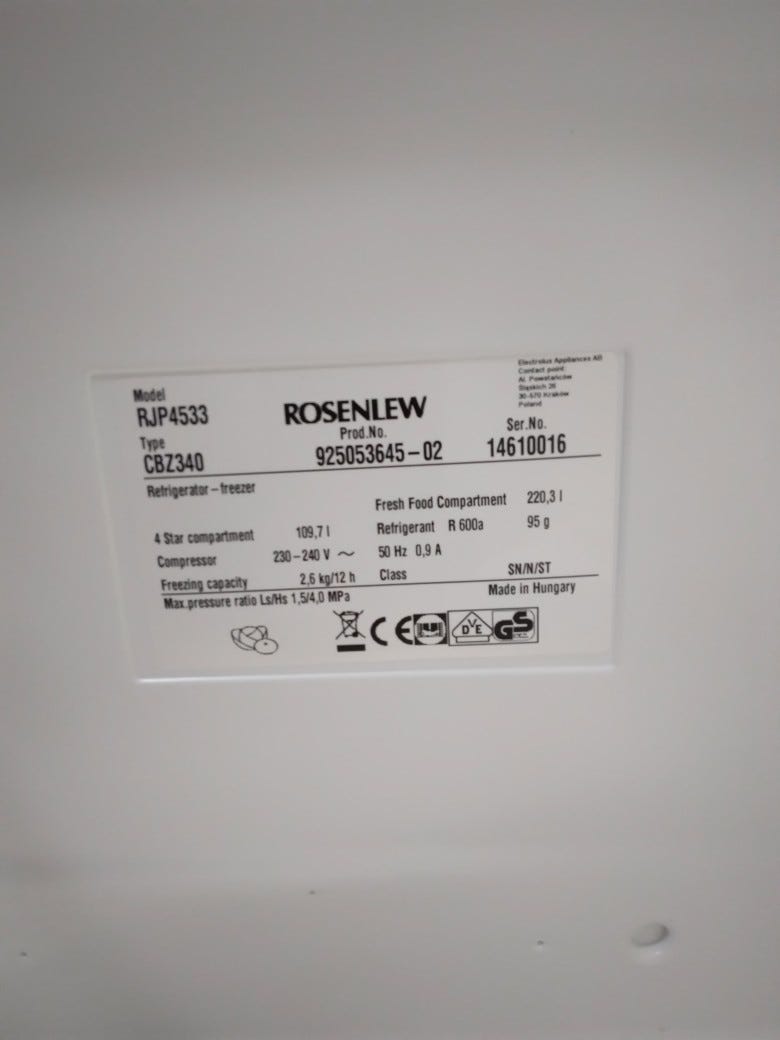 Electrolux Appliances AB
Contact point:
Al. Powstańców
Śląskich 26
30-570 Kraków
Poland
Model
RJP4533
ROSENLEW
Type
CBZ340
Prod.No.
925053645-02
Ser.No.
14610016
Refrigerator-freezer
Fresh Food Compartment 220,3 l
4 Star compartment 109,7 l
Refrigerant R 600a 95 g
Compressor 230-240 V ~ 50 Hz 0,9 A
Freezing capacity 2,6 kg/12 h
Class SN/N/ST
Max.pressure ratio Ls/Hs 1,5/4,0 MPa
Made in Hungary
CE
DVE
GS